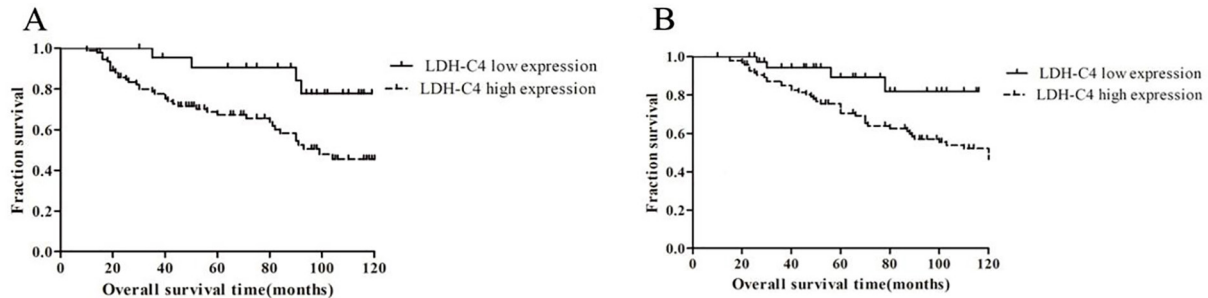 A
1.0
0.8
0.6
0.4
0.2
0.0
Fraction survival
0 20 40 60 80 100 120
Overall survival time(months)
LDH-C4 low expression
LDH-C4 high expression
B
1.0
0.8
0.6
0.4
0.2
0.0
Fraction survival
0 20 40 60 80 100 120
Overall survival time(months)
LDH-C4 low expression
LDH-C4 high expression